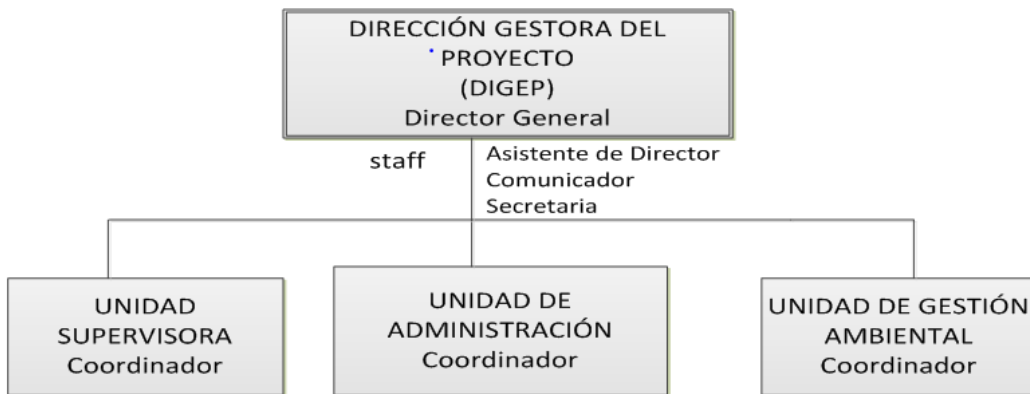 DIRECCIÓN GESTORA DEL
PROYECTO
(DIGEP)
Director General
staff
Asistente de Director
Comunicador
Secretaria
UNIDAD
SUPERVISORA
Coordinador
UNIDAD DE
ADMINISTRACIÓN
Coordinador
UNIDAD DE GESTIÓN
AMBIENTAL
Coordinador